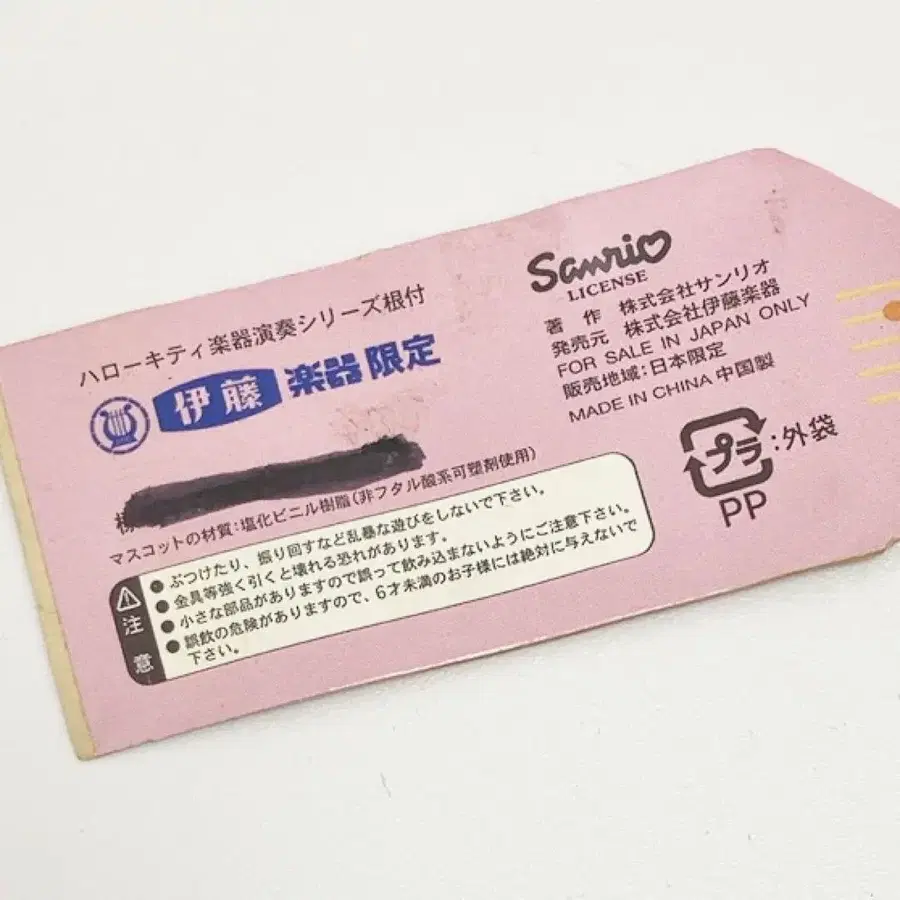 ハローキティ楽器演奏シリーズ根付
伊藤 楽器 限定
マスコットの材質:塩化ビニル樹脂(非フタル酸系可塑剤使用)
注意
●ぶつけたり、振り回すなど乱暴な遊びをしないで下さい。
●金具等強く引くと壊れる恐れがあります。
●小さな部品がありますので誤って飲み込まないようにご注意下さい。
●誤飲の危険がありますので、6才未満のお子様には絶対に与えないで
下さい。
Sanrio
LICENSE
著 作 株式会社サンリオ
発売元 株式会社伊藤楽器
FOR SALE IN JAPAN ONLY
販売地域:日本限定
MADE IN CHINA 中国製
プラ:外袋
PP